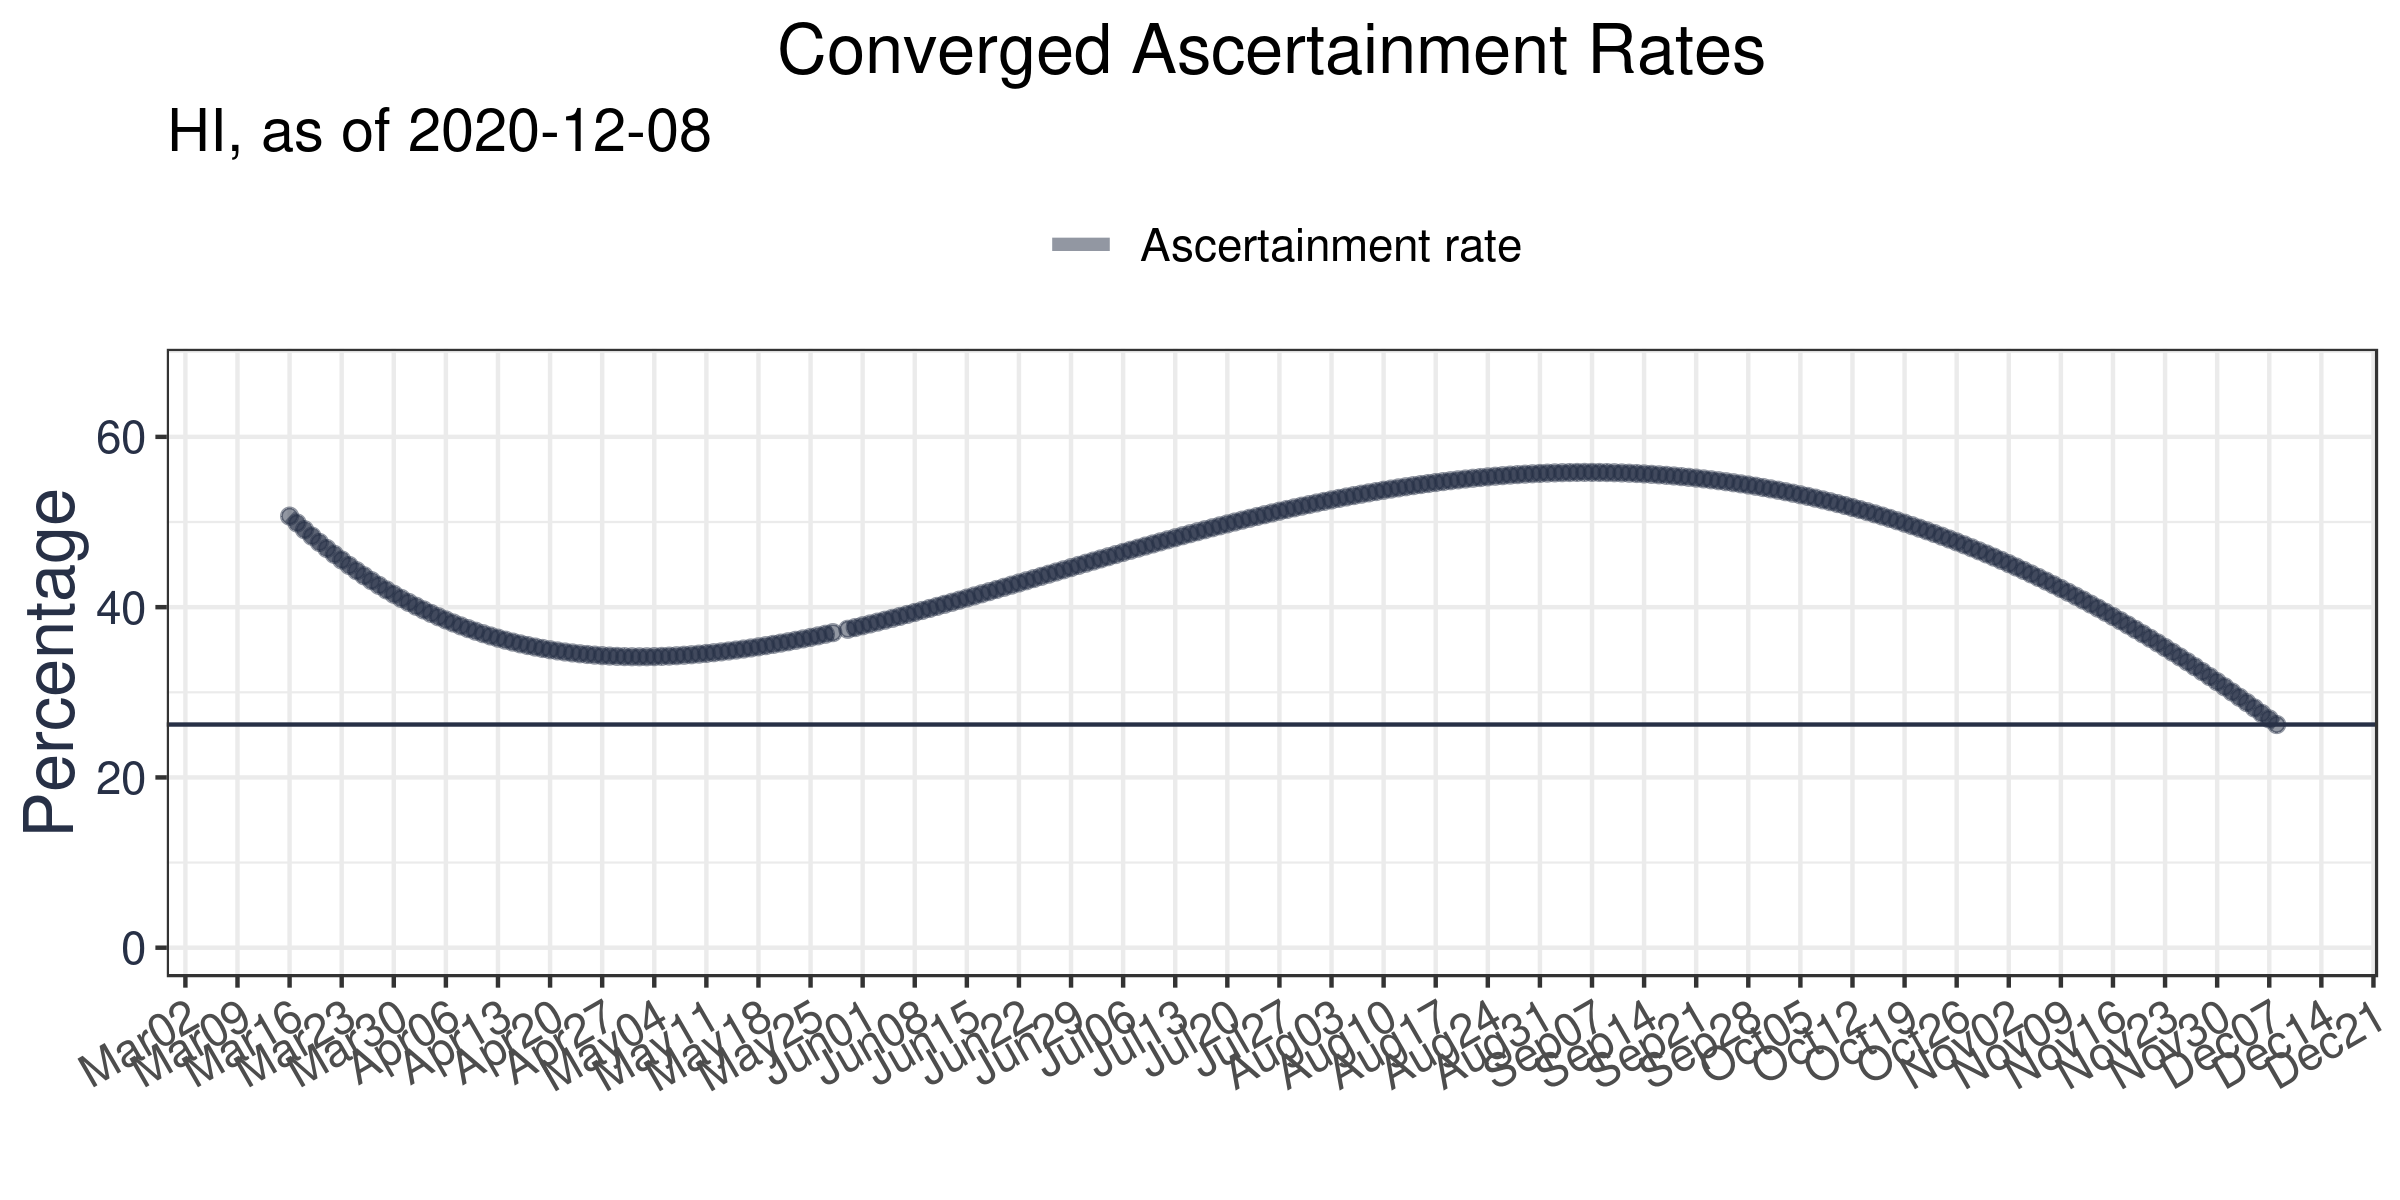 Converged Ascertainment Rates
HI, as of 2020-12-08
Ascertainment rate
Percentage
60
40
20
0
Mar02
Mar09
Mar16
Mar23
Mar30
Apr06
Apr13
Apr20
Apr27
May04
May11
May18
May25
Jun01
Jun08
Jun15
Jun22
Jun29
Jul06
Jul13
Jul20
Jul27
Aug03
Aug10
Aug17
Aug24
Aug31
Sep07
Sep14
Sep21
Sep28
Oct05
Oct12
Oct19
Oct26
Nov02
Nov09
Nov16
Nov23
Nov30
Dec07
Dec14
Dec21